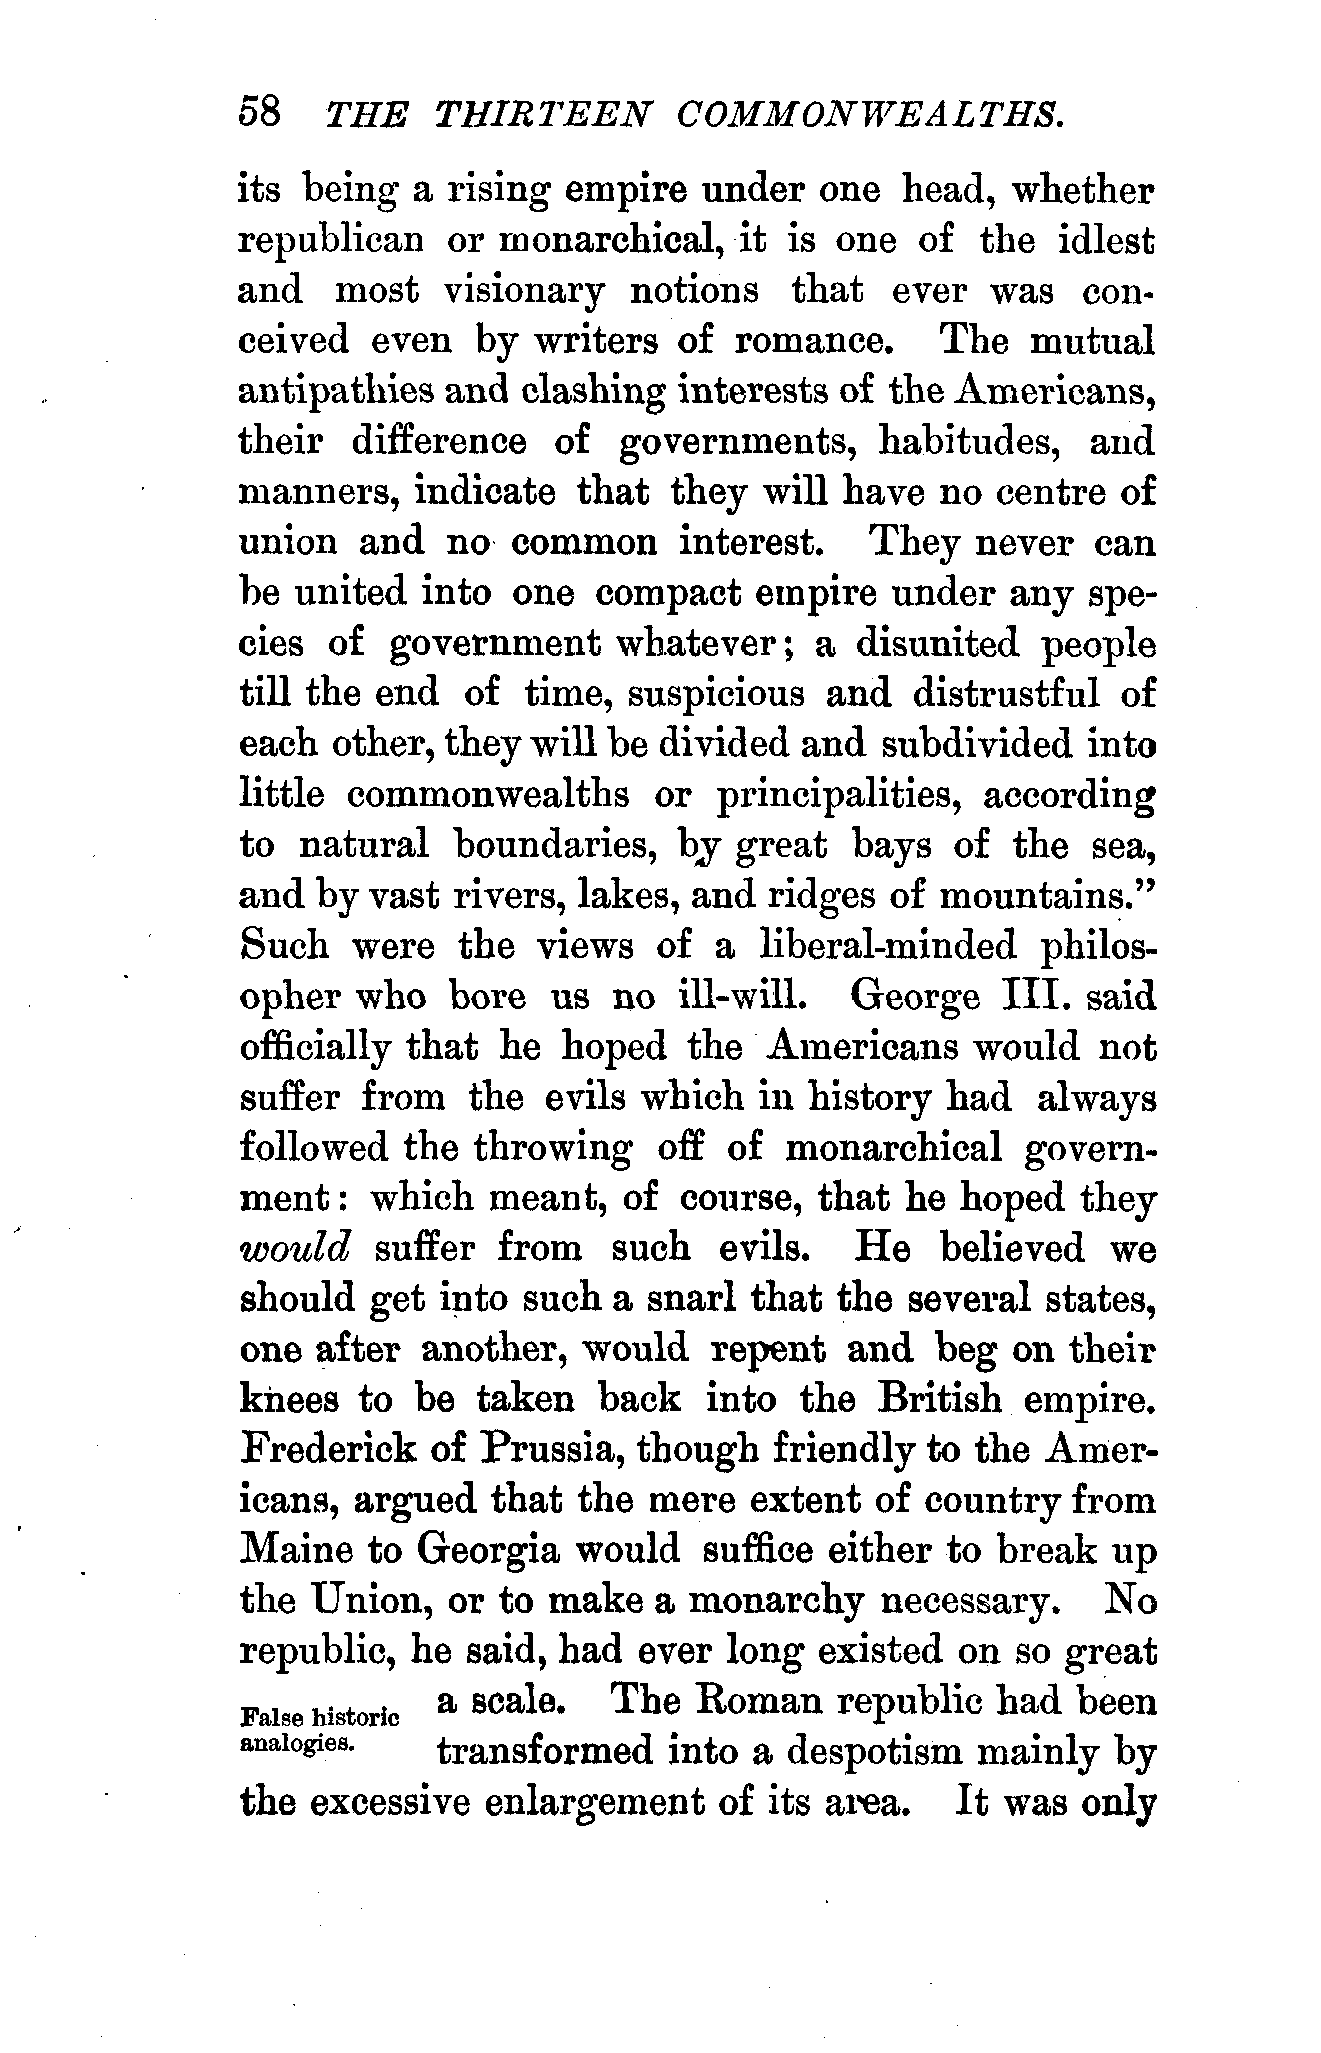 58 THE THIRTEEN COMMONWEALTHS.
its being a rising empire under one head, whether
republican or monarchical, it is one of the idlest
and most visionary notions that ever was con-
ceived even by writers of romance. The mutual
antipathies and clashing interests of the Americans,
their difference of governments, habitudes, and
manners, indicate that they will have no centre of
union and no common interest. They never can
be united into one compact empire under any spe-
cies of government whatever; a disunited people
till the end of time, suspicious and distrustful of
each other, they will be divided and subdivided into
little commonwealths or principalities, according
to natural boundaries, by great bays of the sea,
and by vast rivers, lakes, and ridges of mountains.”
Such were the views of a liberal-minded philos-
opher who bore us no ill-will. George III. said
officially that he hoped the Americans would not
suffer from the evils which in history had always
followed the throwing off of monarchical govern-
ment: which meant, of course, that he hoped they
would suffer from such evils. He believed we
should get into such a snarl that the several states,
one after another, would repent and beg on their
knees to be taken back into the British empire.
Frederick of Prussia, though friendly to the Amer-
icans, argued that the mere extent of country from
Maine to Georgia would suffice either to break up
the Union, or to make a monarchy necessary. No
republic, he said, had ever long existed on so great
False historic
analogies.
a scale. The Roman republic had been
transformed into a despotism mainly by
the excessive enlargement of its area. It was only